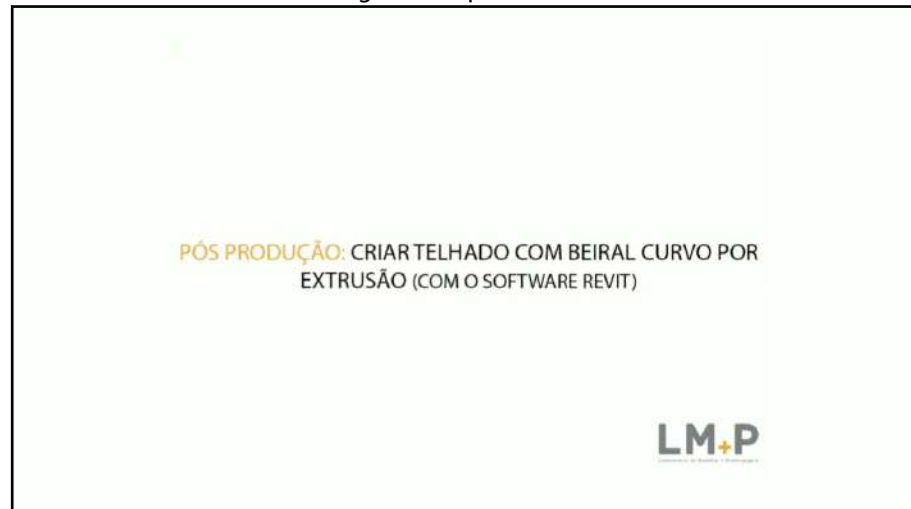 PÓS PRODUÇÃO: CRIAR TELHADO COM BEIRAL CURVO POR
EXTRUSÃO (COM O SOFTWARE REVIT)
LM+P